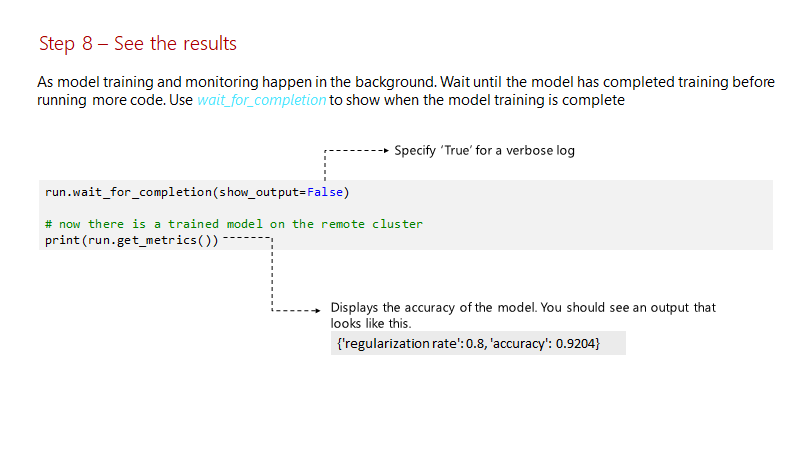 Step 8 – See the results
As model training and monitoring happen in the background. Wait until the model has completed training before
running more code. Use wait_for_completion to show when the model training is complete
Specify ‘True’ for a verbose log
run.wait_for_completion(show_output=False)
# now there is a trained model on the remote cluster
print(run.get_metrics())
Displays the accuracy of the model. You should see an output that
looks like this.
{'regularization rate': 0.8, 'accuracy': 0.9204}